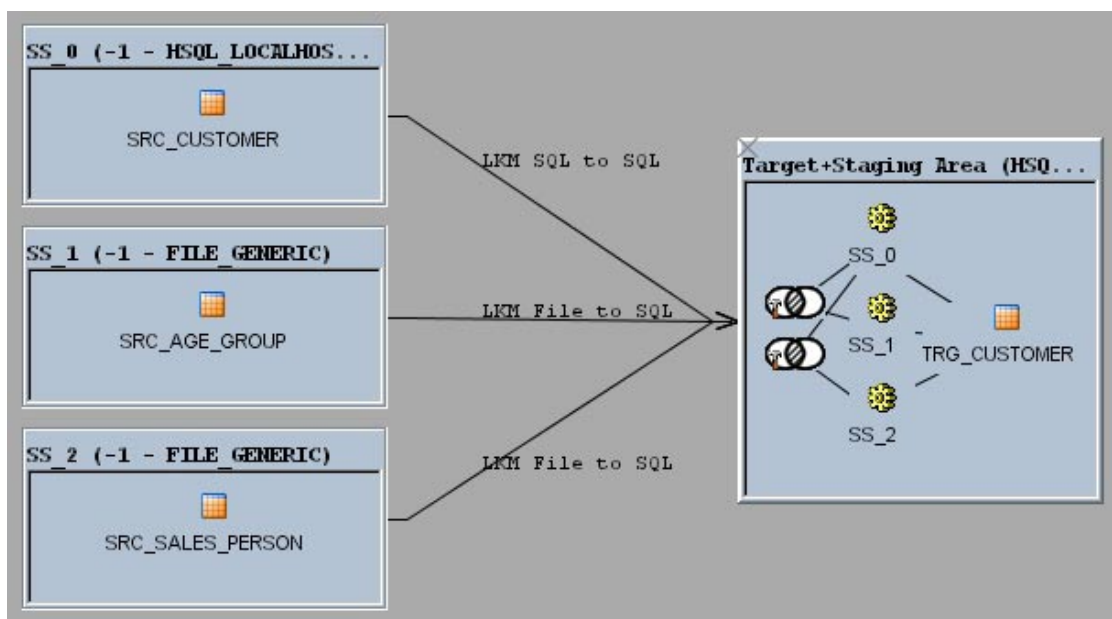 SS_0 (-1 - HSQL_LOCALHOS...
SRC_CUSTOMER
LKM SQL to SQL
SS_1 (-1 - FILE_GENERIC)
SRC_AGE_GROUP
LKM File to SQL
SS_2 (-1 - FILE_GENERIC)
SRC_SALES_PERSON
LKM File to SQL
Target+Staging Area (HSQ...
SS_0
SS_1
TRG_CUSTOMER
SS_2